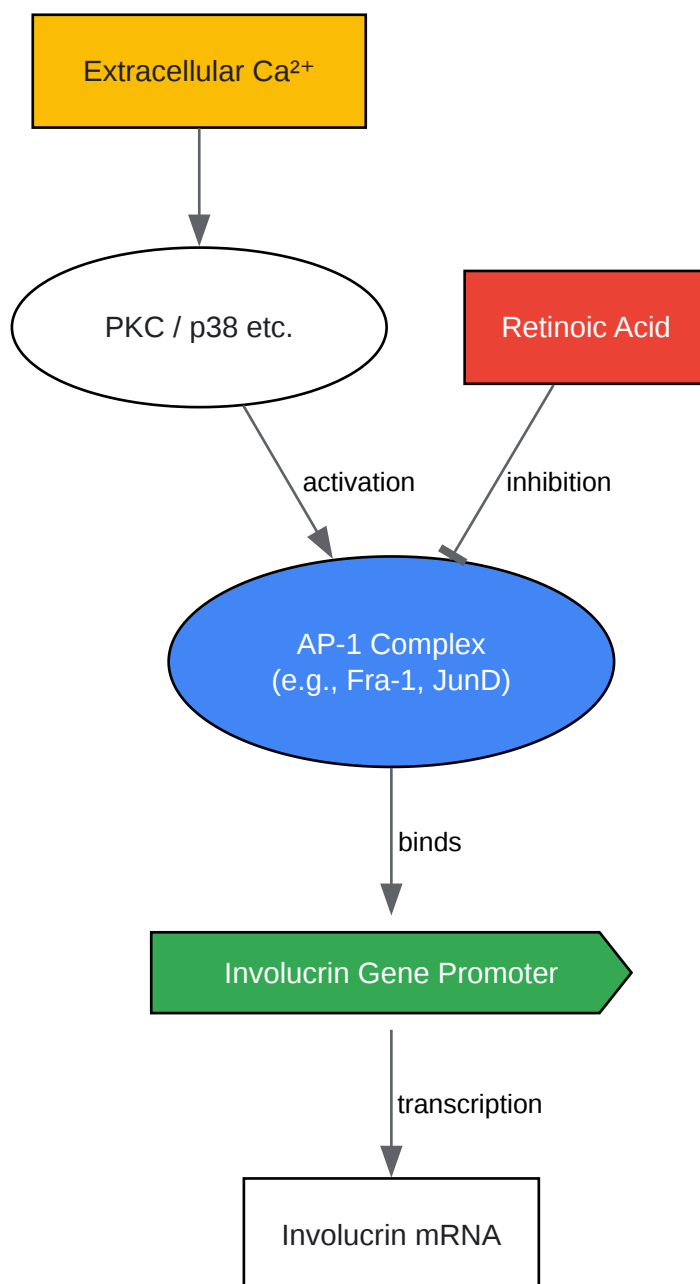 Extracellular Ca²⁺
PKC / p38 etc.
Retinoic Acid
activation
inhibition
AP-1 Complex
(e.g., Fra-1, JunD)
binds
Involucrin Gene Promoter
transcription
Involucrin mRNA